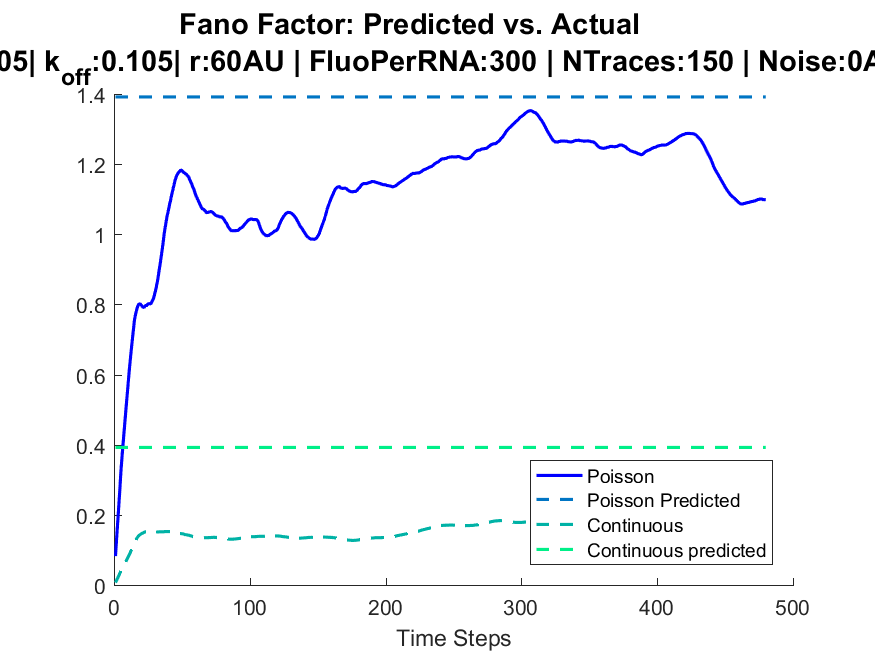 Fano Factor: Predicted vs. Actual
05| k_off:0.105| r:60AU | FluoPerRNA:300 | NTraces:150 | Noise:0A
1.4
1.2
1
0.8
0.6
0.4
0.2
0
0 100 200 300 400 500
Time Steps
Poisson
Poisson Predicted
Continuous
Continuous predicted